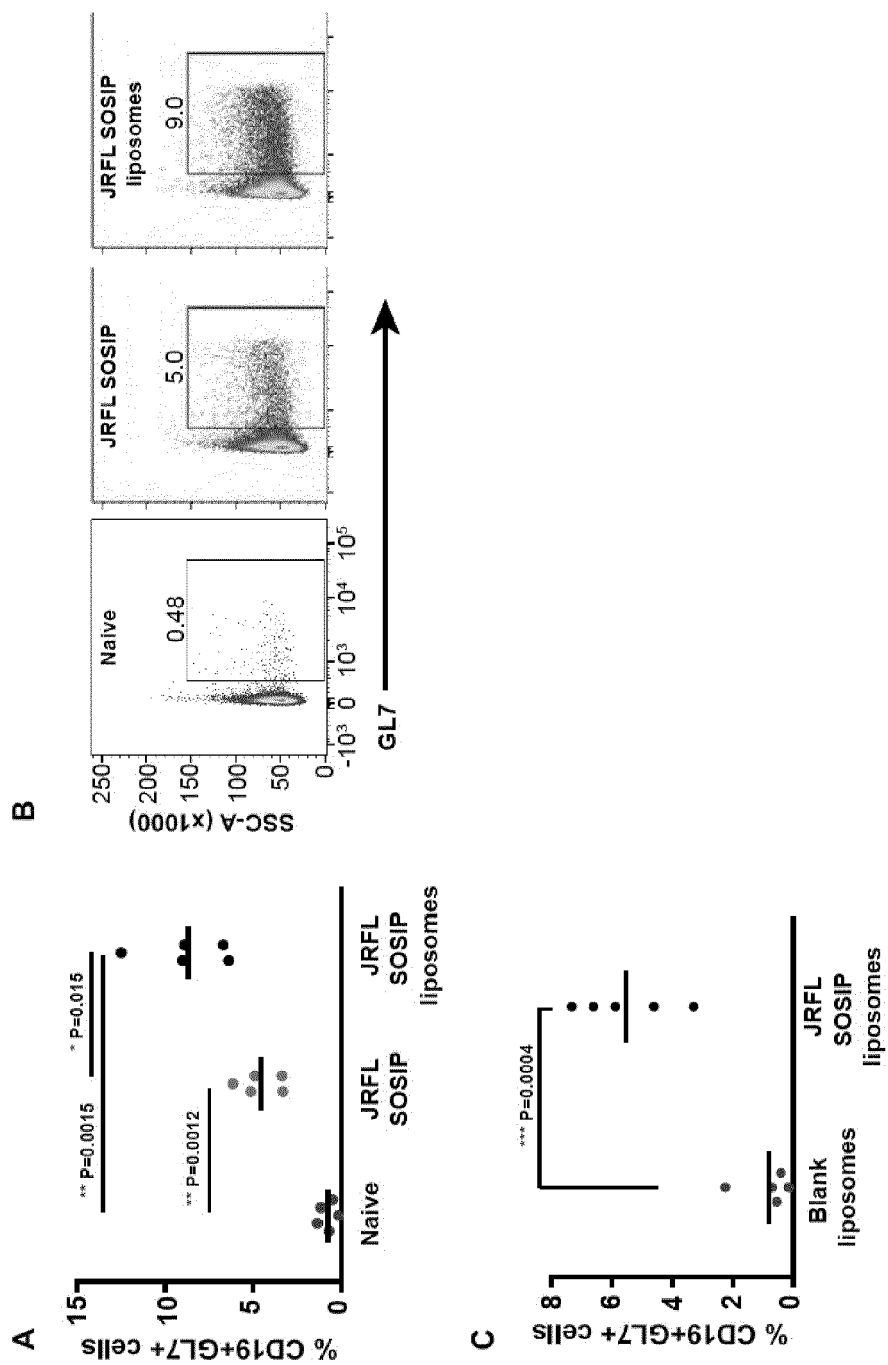 A
% CD19+GL7+ cells
15
10
5
0
** P=0.0015
* P=0.015
** P=0.0012
Naive
JRFL
SOSIP
JRFL
SOSIP
liposomes
B
SSC-A (x1000)
250
200
150
100
50
0
Naive
0.48
JRFL SOSIP
5.0
JRFL SOSIP
liposomes
9.0
-10³ 0 10³ 10⁴ 10⁵
GL7
C
% CD19+GL7+ cells
8
6
4
2
0
*** P=0.0004
Blank
liposomes
JRFL
SOSIP
liposomes